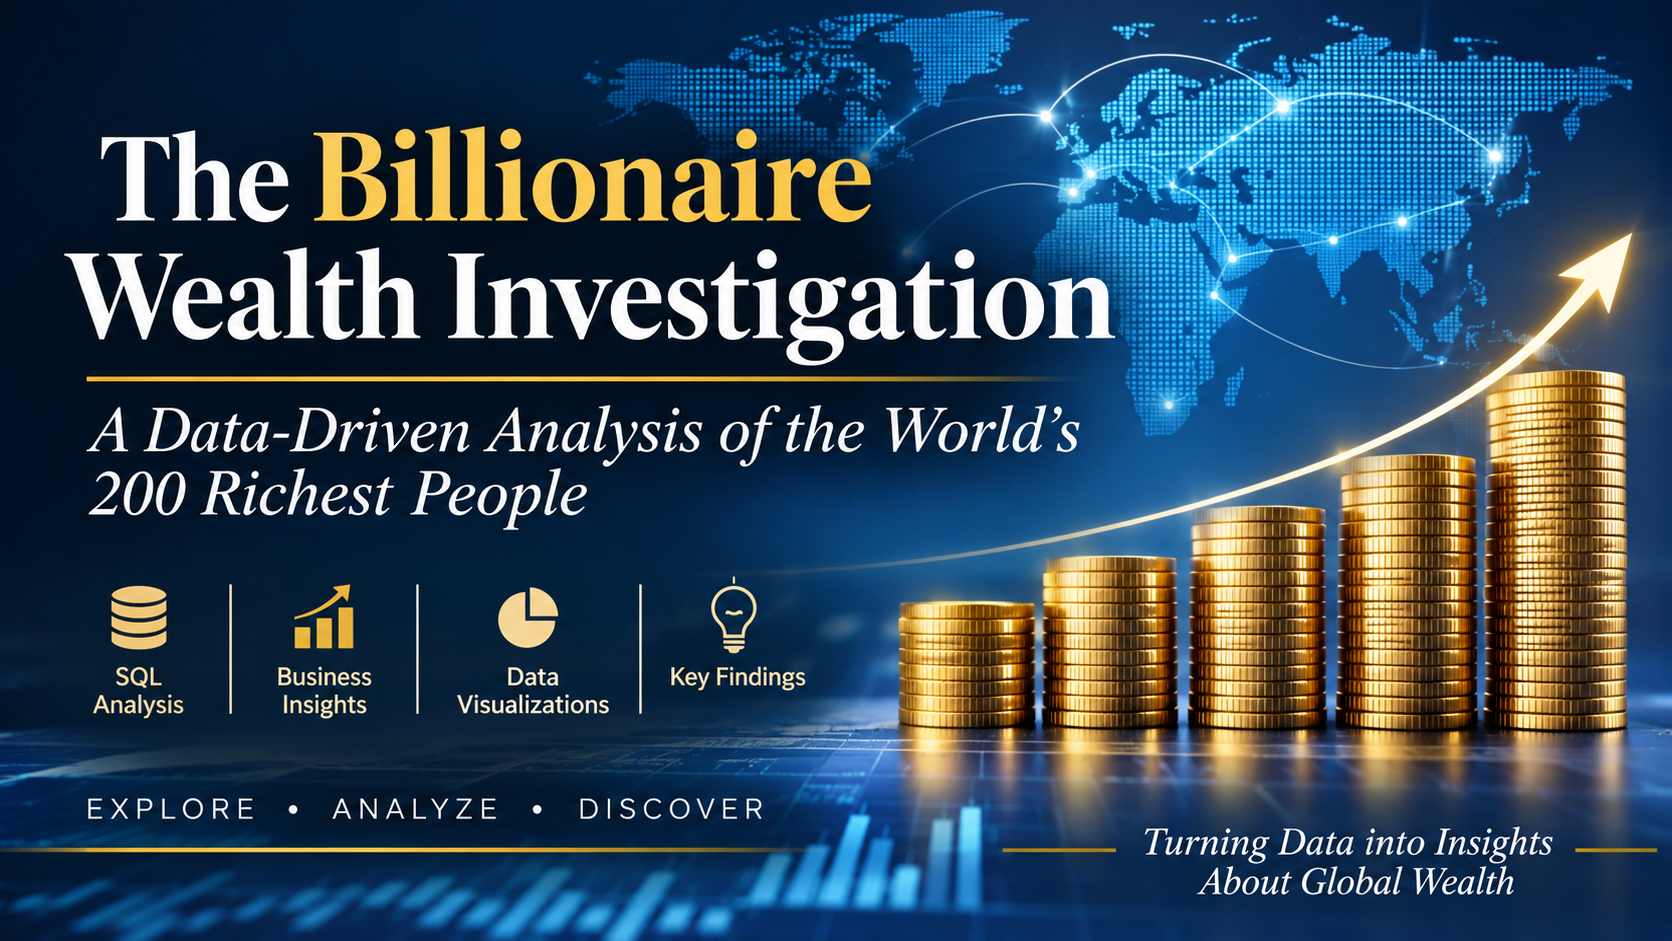 The Billionaire
Wealth Investigation
A Data-Driven Analysis of the World’s
200 Richest People
SQL
Analysis
Business
Insights
Data
Visualizations
Key Findings
EXPLORE • ANALYZE • DISCOVER
Turning Data into Insights
About Global Wealth